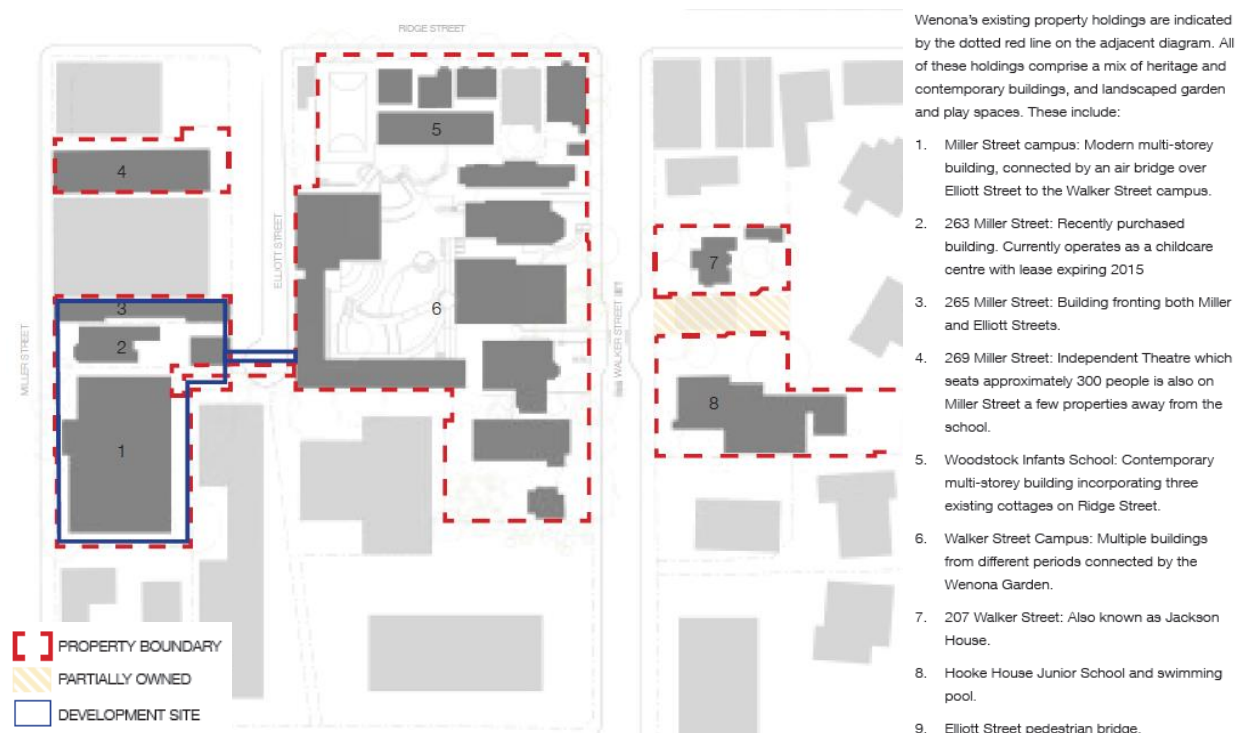 RIDGE STREET
ELLIOTT STREET
MILLER STREET
WALKER STREET
1
2
3
4
5
6
7
8
PROPERTY BOUNDARY
PARTIALLY OWNED
DEVELOPMENT SITE
Wenona's existing property holdings are indicated
by the dotted red line on the adjacent diagram. All
of these holdings comprise a mix of heritage and
contemporary buildings, and landscaped garden
and play spaces. These include:
1. Miller Street campus: Modern multi-storey
building, connected by an air bridge over
Elliott Street to the Walker Street campus.
2. 263 Miller Street: Recently purchased
building. Currently operates as a childcare
centre with lease expiring 2015
3. 265 Miller Street: Building fronting both Miller
and Elliott Streets.
4. 269 Miller Street: Independent Theatre which
seats approximately 300 people is also on
Miller Street a few properties away from the
school.
5. Woodstock Infants School: Contemporary
multi-storey building incorporating three
existing cottages on Ridge Street.
6. Walker Street Campus: Multiple buildings
from different periods connected by the
Wenona Garden.
7. 207 Walker Street: Also known as Jackson
House.
8. Hooke House Junior School and swimming
pool.
9. Elliott Street pedestrian bridge.